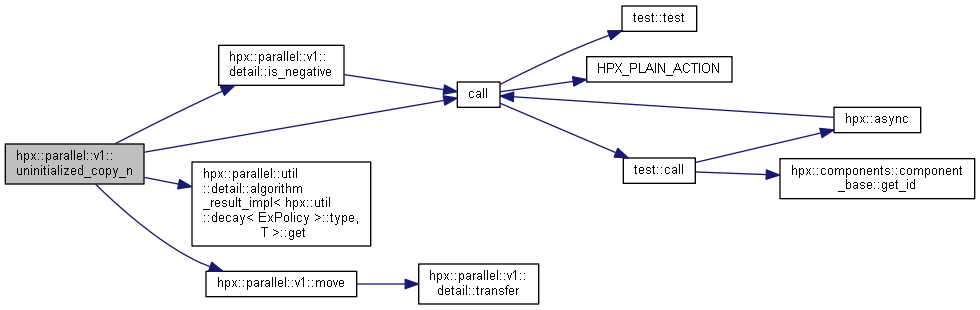 hpx::parallel::v1::
uninitialized_copy_n
hpx::parallel::v1::
detail::is_negative
hpx::parallel::util
::detail::algorithm
_result_impl< hpx::util
::decay< ExPolicy >::type,
T >::get
hpx::parallel::v1::move
hpx::parallel::v1::
detail::transfer
call
test::test
HPX_PLAIN_ACTION
test::call
hpx::async
hpx::components::component
_base::get_id